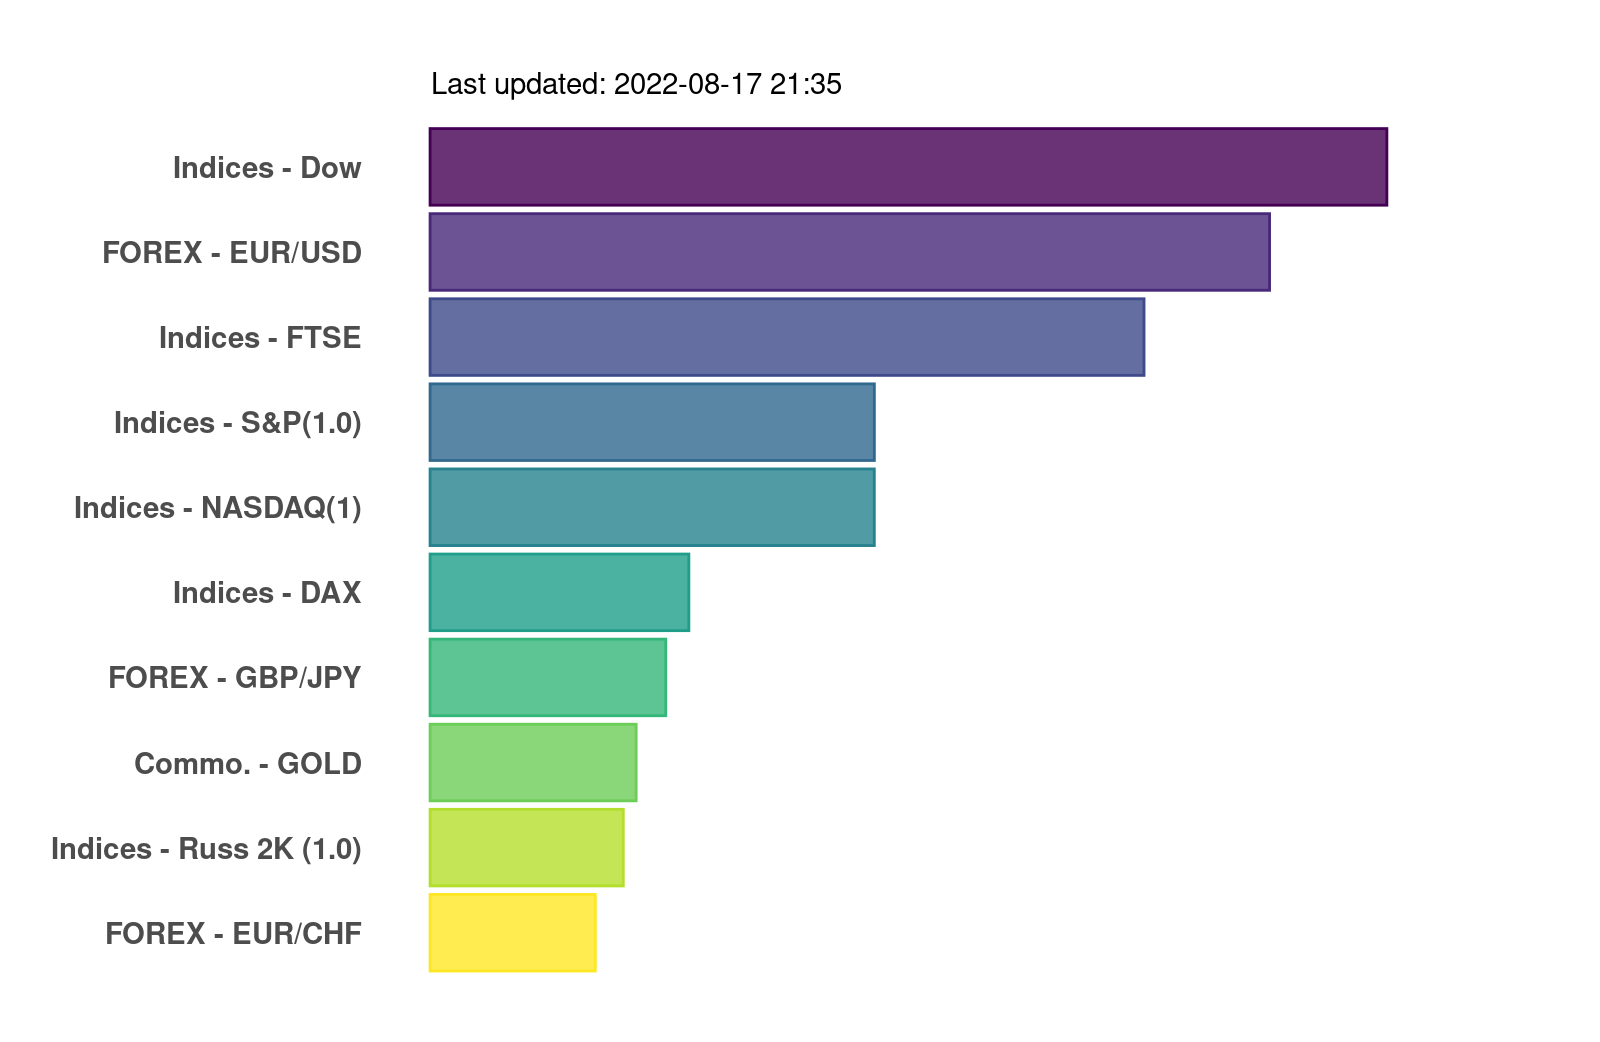 Last updated: 2022-08-17 21:35
Indices - Dow
FOREX - EUR/USD
Indices - FTSE
Indices - S&P(1.0)
Indices - NASDAQ(1)
Indices - DAX
FOREX - GBP/JPY
Commo. - GOLD
Indices - Russ 2K (1.0)
FOREX - EUR/CHF